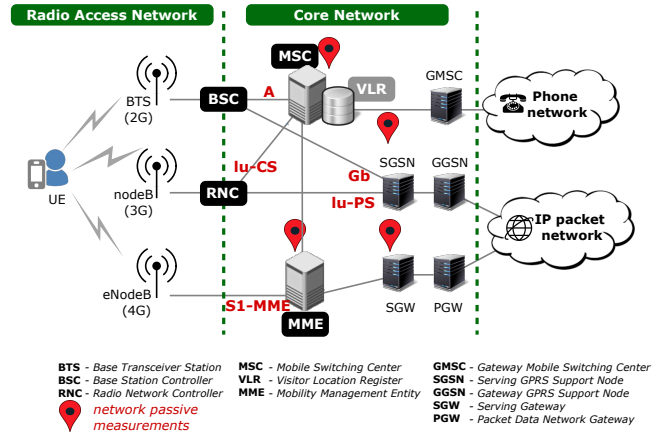 Radio Access Network
Core Network
MSC
VLR
GMSC
A
BTS
(2G)
BSC
Phone
network
lu-CS
Gb
SGSN
GGSN
UE
nodeB
(3G)
RNC
lu-PS
IP packet
network
eNodeB
(4G)
S1-MME
MME
SGW
PGW
BTS - Base Transceiver Station
BSC - Base Station Controller
RNC - Radio Network Controller
network passive
measurements
MSC - Mobile Switching Center
VLR - Visitor Location Register
MME - Mobility Management Entity
GMSC - Gateway Mobile Switching Center
SGSN - Serving GPRS Support Node
GGSN - Gateway GPRS Support Node
SGW - Serving Gateway
PGW - Packet Data Network Gateway